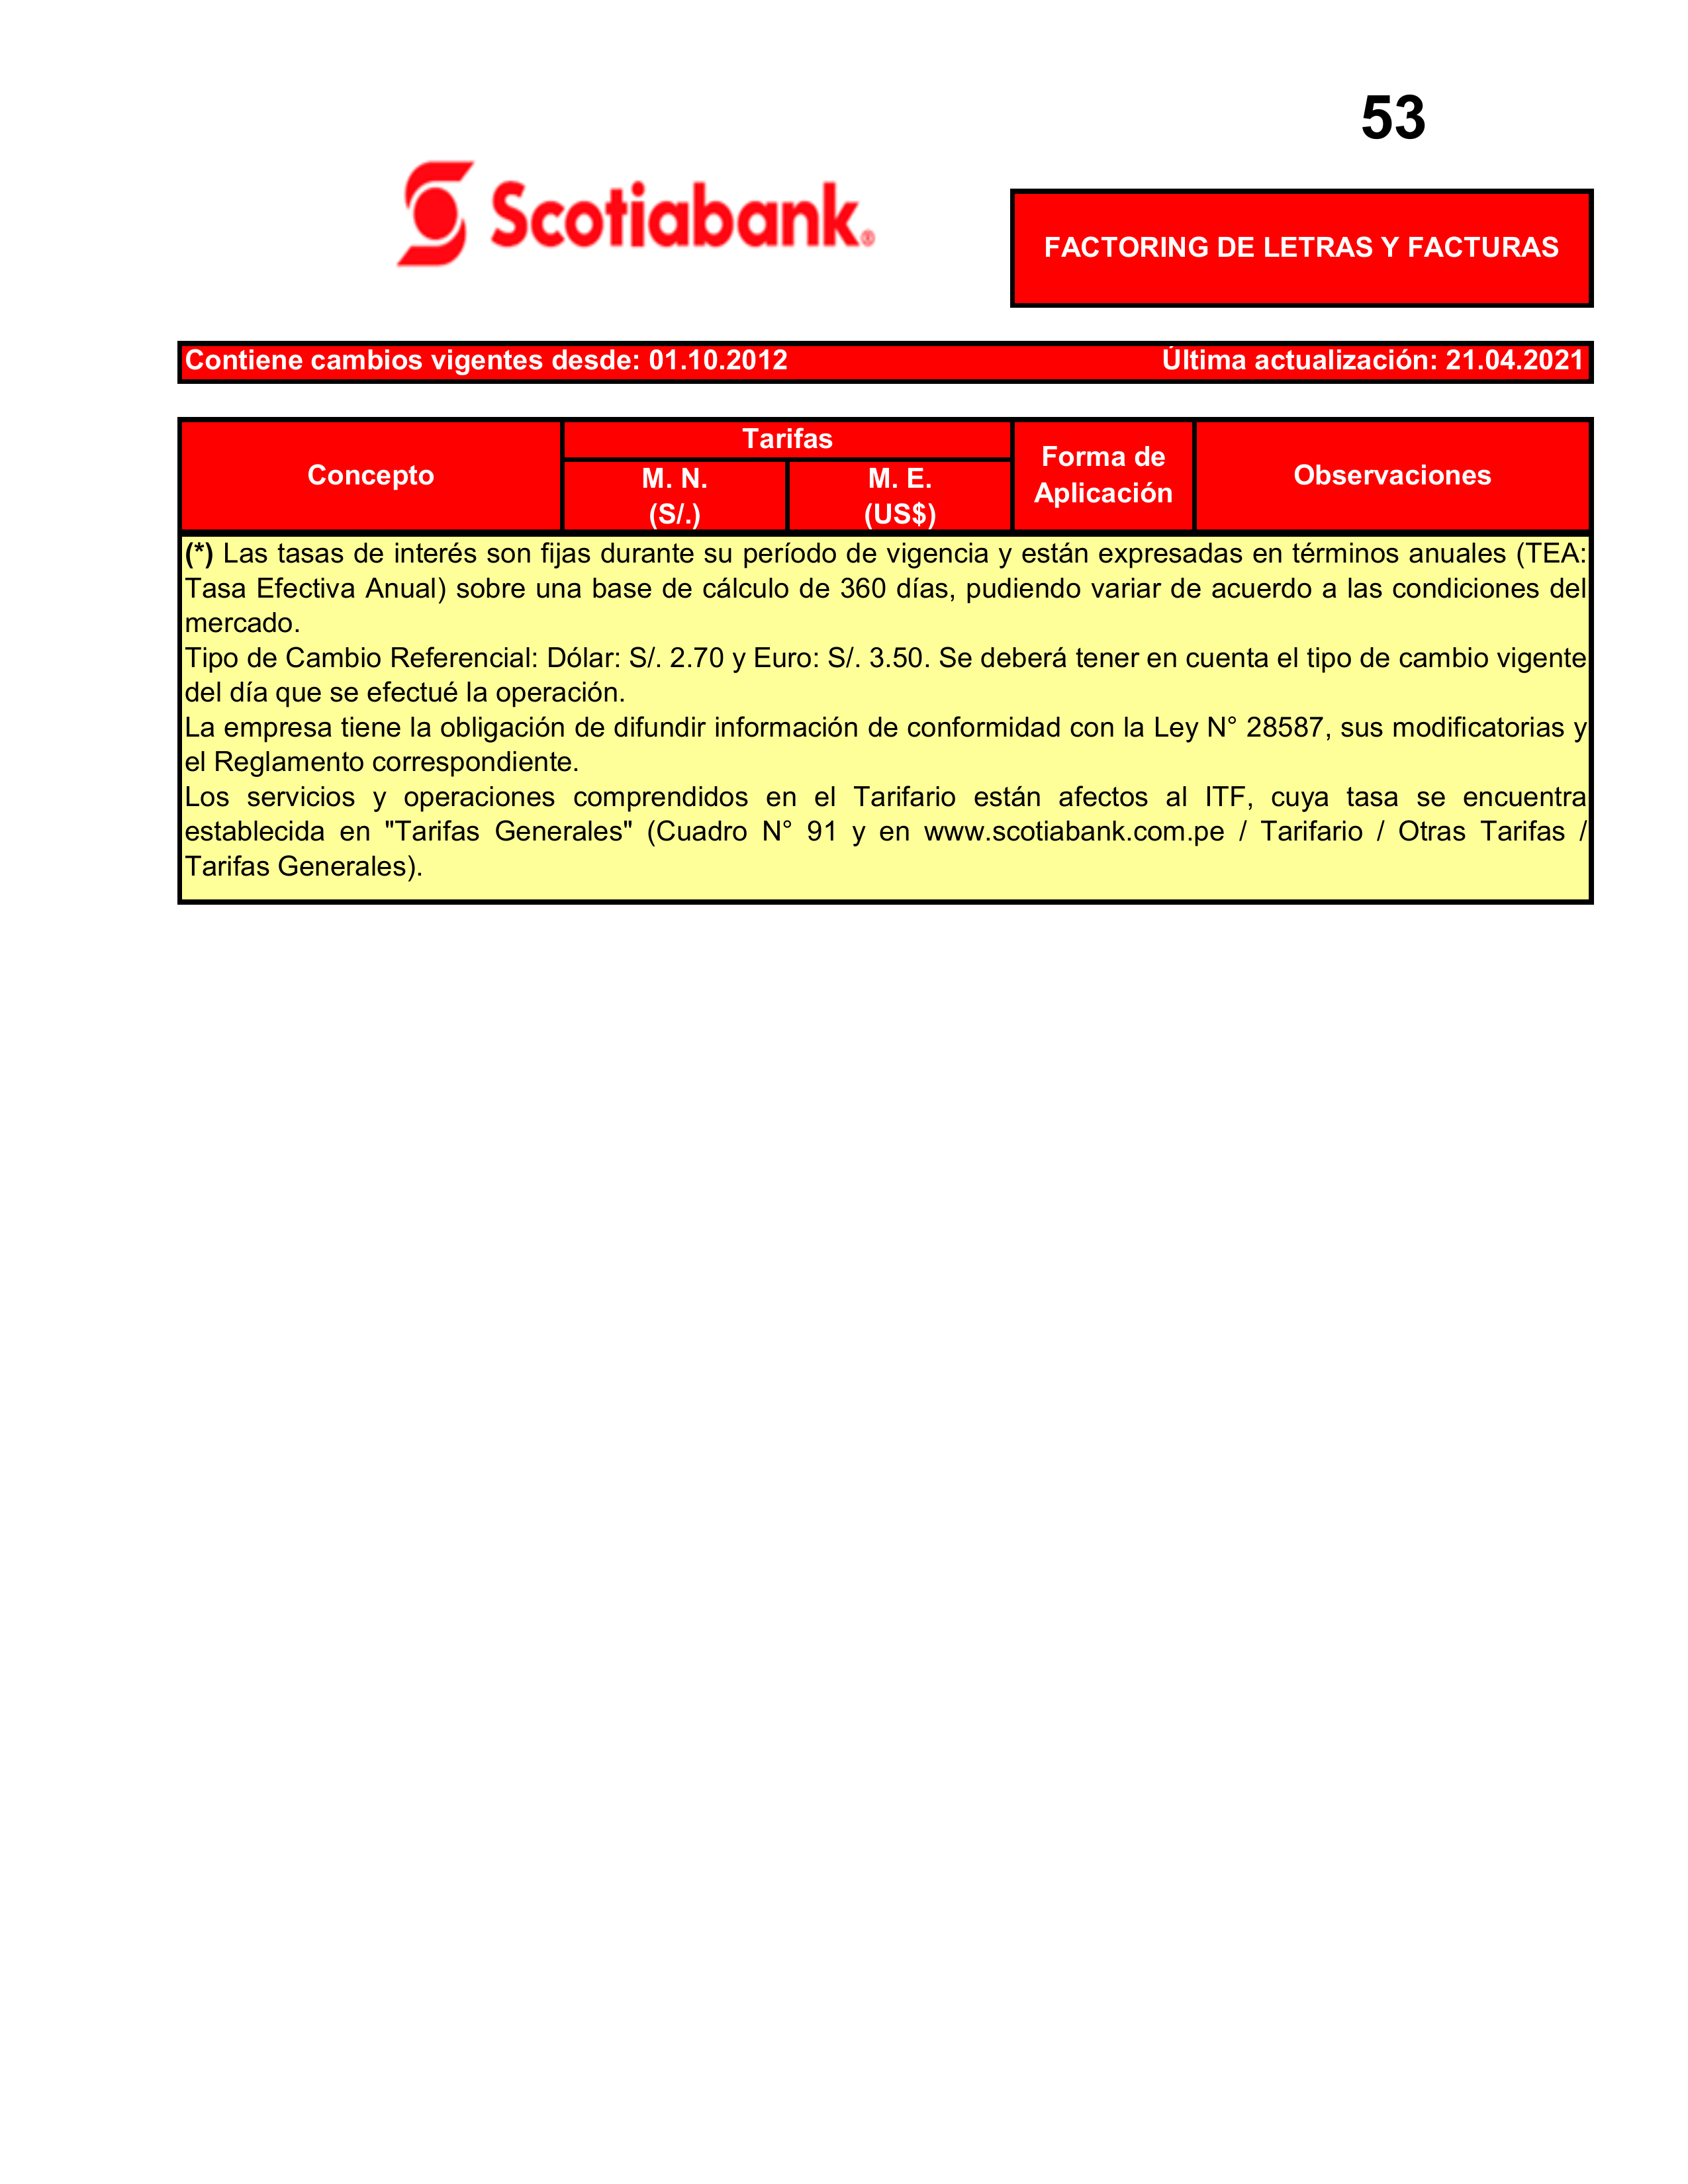 53
Scotiabank®
FACTORING DE LETRAS Y FACTURAS
Contiene cambios vigentes desde: 01.10.2012 Última actualización: 21.04.2021
Concepto
Tarifas
M. N.
(S/.)
M. E.
(US$)
Forma de
Aplicación
Observaciones
(*) Las tasas de interés son fijas durante su período de vigencia y están expresadas en términos anuales (TEA:
Tasa Efectiva Anual) sobre una base de cálculo de 360 días, pudiendo variar de acuerdo a las condiciones del
mercado.
Tipo de Cambio Referencial: Dólar: S/. 2.70 y Euro: S/. 3.50. Se deberá tener en cuenta el tipo de cambio vigente
del día que se efectué la operación.
La empresa tiene la obligación de difundir información de conformidad con la Ley N° 28587, sus modificatorias y
el Reglamento correspondiente.
Los servicios y operaciones comprendidos en el Tarifario están afectos al ITF, cuya tasa se encuentra
establecida en "Tarifas Generales" (Cuadro N° 91 y en www.scotiabank.com.pe / Tarifario / Otras Tarifas /
Tarifas Generales).